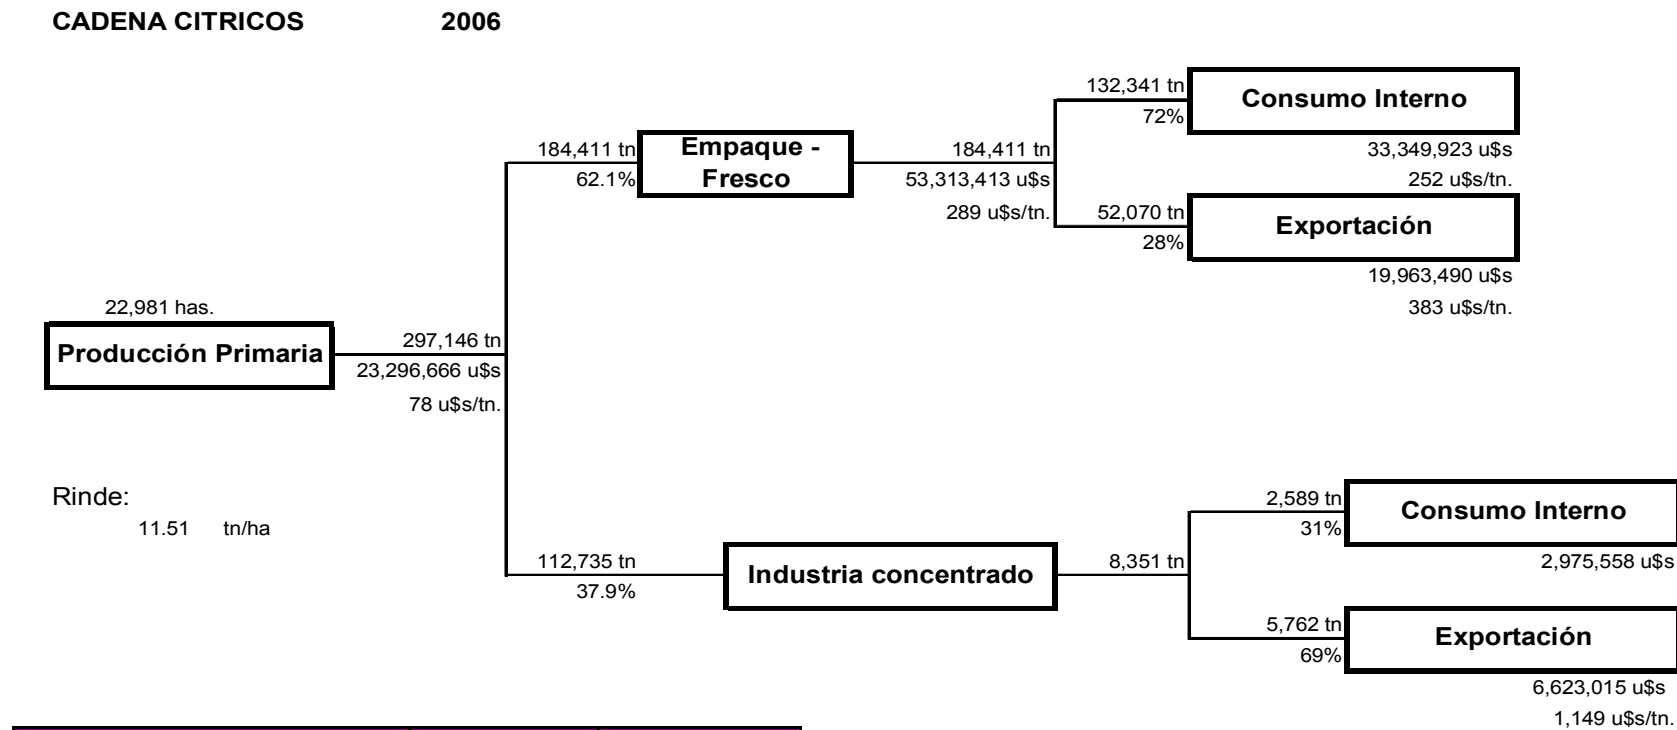 CADENA CITRICOS 2006
132,341 tn
72%
Consumo Interno
33,349,923 u$s
252 u$s/tn.
184,411 tn
62.1%
Empaque -
Fresco
184,411 tn
53,313,413 u$s
289 u$s/tn.
52,070 tn
28%
Exportación
19,963,490 u$s
383 u$s/tn.
22,981 has.
Producción Primaria
297,146 tn
23,296,666 u$s
78 u$s/tn.
Rinde:
11.51 tn/ha
112,735 tn
37.9%
Industria concentrado
8,351 tn
2,589 tn
31%
Consumo Interno
2,975,558 u$s
5,762 tn
69%
Exportación
6,623,015 u$s
1,149 u$s/tn.